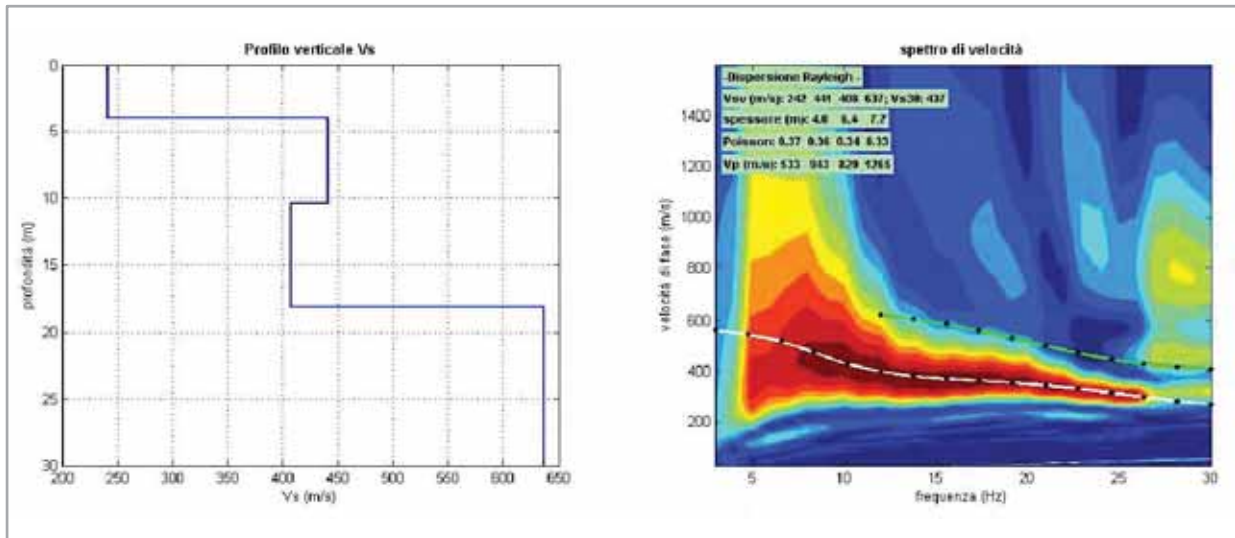 Profilo verticale Vs
0
5
10
15
20
25
30
profondità (m)
200 250 300 350 400 450 500 550 600 650
Vs (m/s)
spettro di velocità
-Dispersione Rayleigh -
Vsv (m/s): 242 441 408 637; Vs30: 437
spessore (m): 4.0 6.4 7.7
Poisson: 0.37 0.36 0.34 0.33
Vp (m/s): 533 943 829 1265
1400
1200
1000
800
600
400
200
velocità di fase (m/s)
5 10 15 20 25 30
frequenza (Hz)